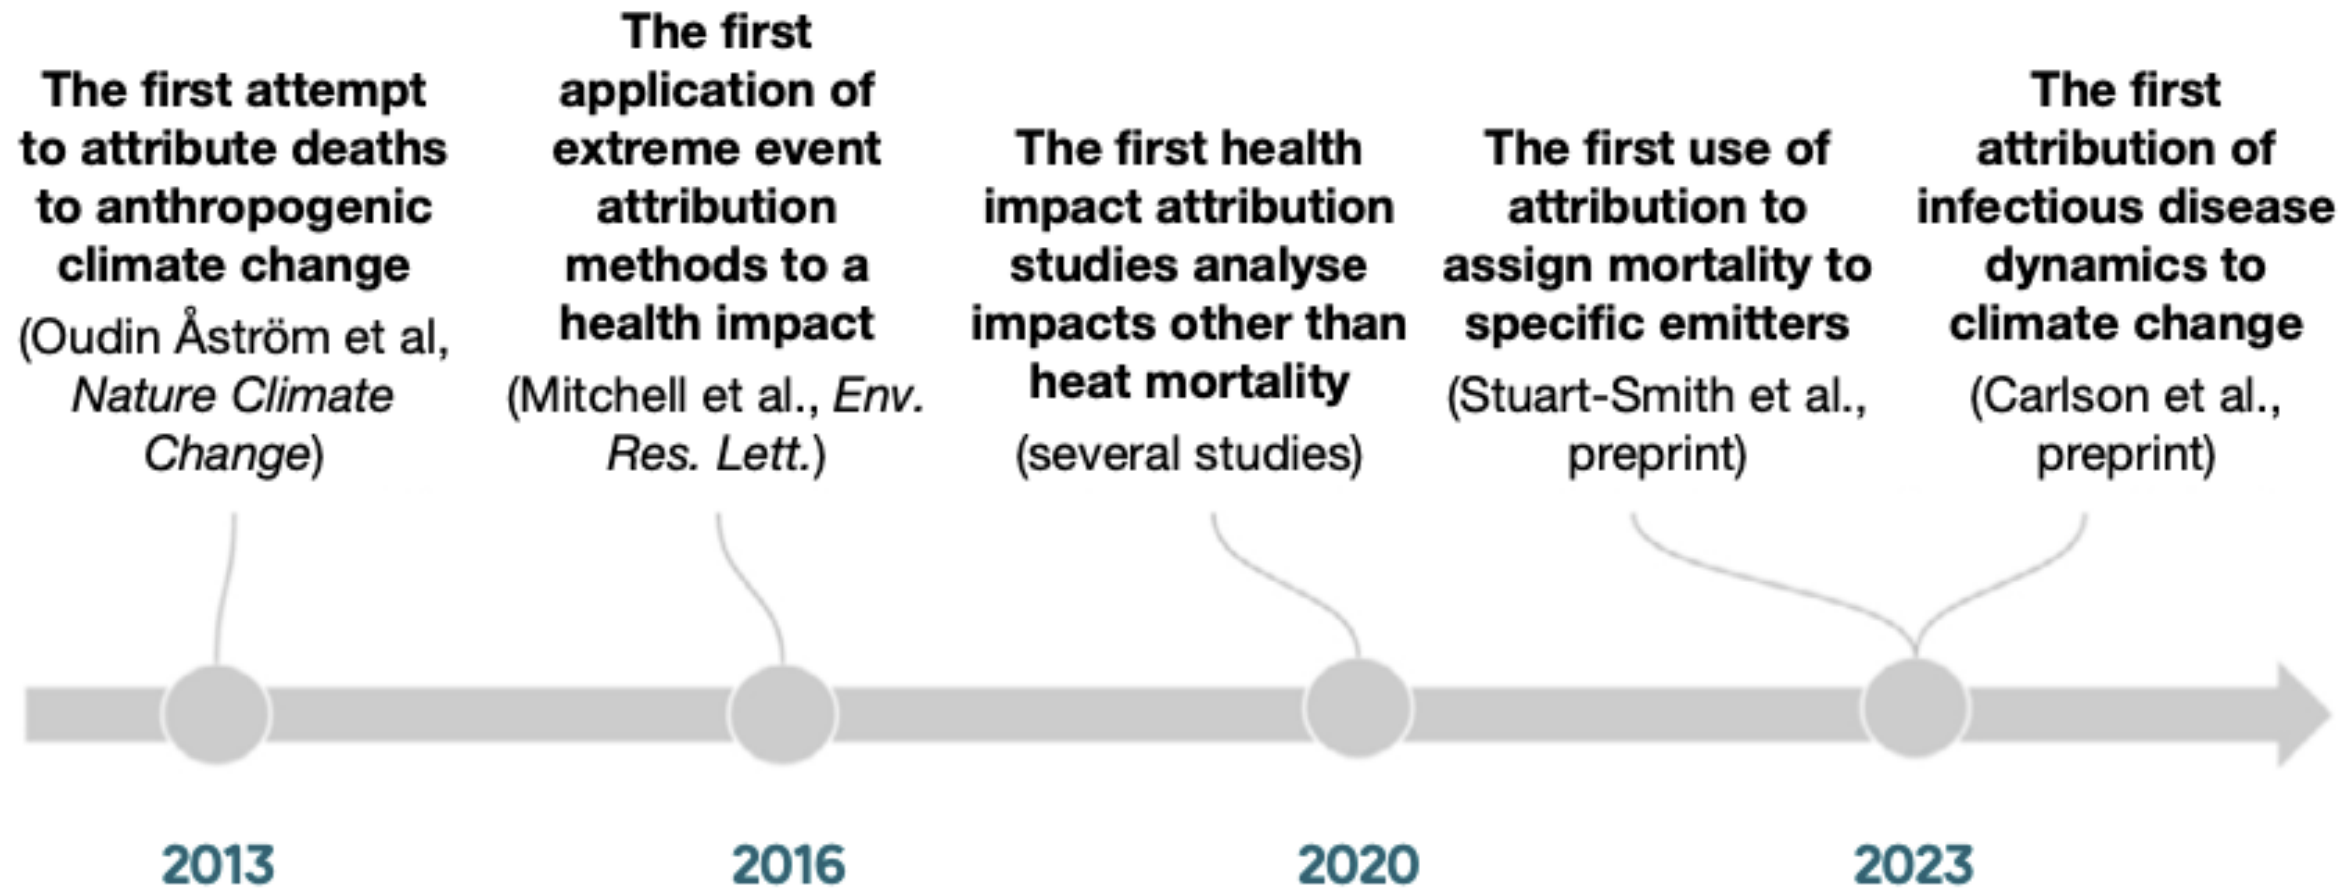 The first attempt
to attribute deaths
to anthropogenic
climate change
(Oudin Åström et al,
Nature Climate
Change)
The first
application of
extreme event
attribution
methods to a
health impact
(Mitchell et al., Env.
Res. Lett.)
The first health
impact attribution
studies analyse
impacts other than
heat mortality
(several studies)
The first use of
attribution to
assign mortality to
specific emitters
(Stuart-Smith et al.,
preprint)
The first
attribution of
infectious disease
dynamics to
climate change
(Carlson et al.,
preprint)
2013
2016
2020
2023